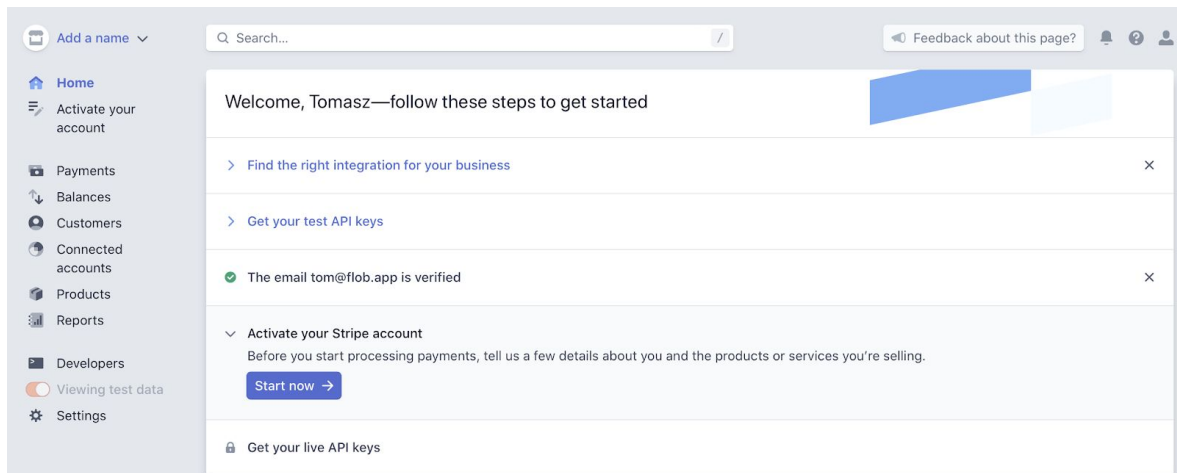 Add a name
Search...
/
Feedback about this page?
Home
Activate your
account
Payments
Balances
Customers
Connected
accounts
Products
Reports
Developers
Viewing test data
Settings
Welcome, Tomasz—follow these steps to get started
Find the right integration for your business
Get your test API keys
The email tom@flob.app is verified
Activate your Stripe account
Before you start processing payments, tell us a few details about you and the products or services you’re selling.
Start now →
Get your live API keys